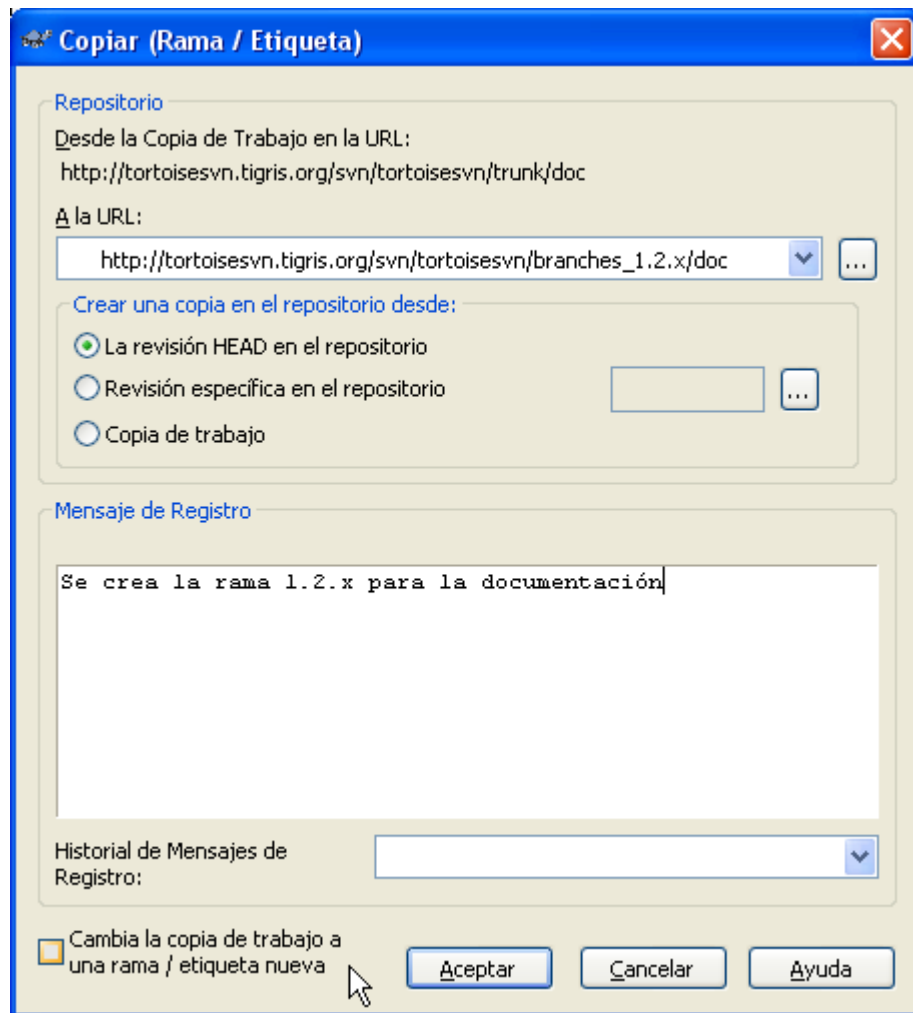 Copiar (Rama / Etiqueta)
Repositorio
Desde la Copia de Trabajo en la URL:
http://tortoisesvn.tigris.org/svn/tortoisesvn/trunk/doc
A la URL:
http://tortoisesvn.tigris.org/svn/tortoisesvn/branches_1.2.x/doc
...
Crear una copia en el repositorio desde:
La revisión HEAD en el repositorio
Revisión específica en el repositorio
...
Copia de trabajo
Mensaje de Registro
Se crea la rama 1.2.x para la documentación
Historial de Mensajes de
Registro:
Cambia la copia de trabajo a
una rama / etiqueta nueva
Aceptar
Cancelar
Ayuda